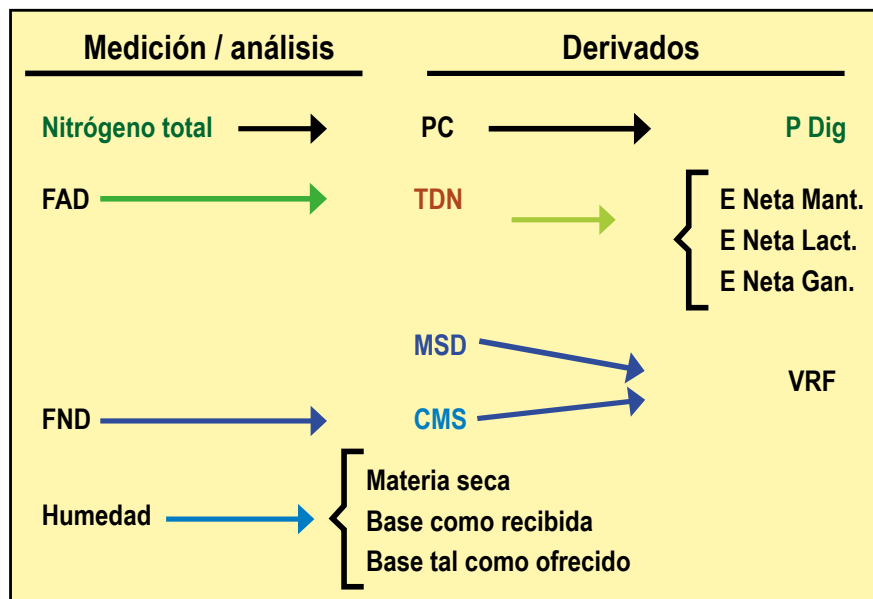 Medición / análisis
Derivados
Nitrógeno total
PC
P Dig
FAD
TDN
E Neta Mant.
E Neta Lact.
E Neta Gan.
MSD
VRF
FND
CMS
Humedad
Materia seca
Base como recibida
Base tal como ofrecido